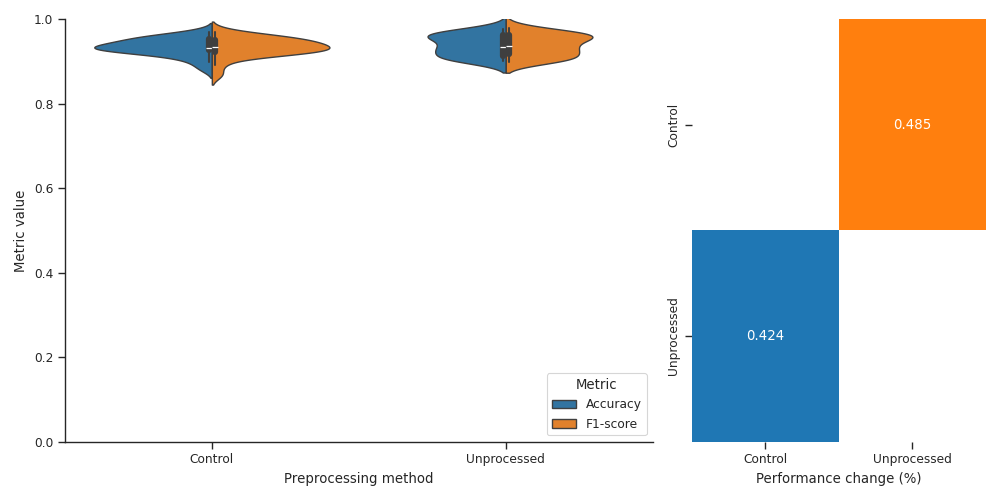 1.0
0.8
0.6
0.4
0.2
0.0
Metric value
Control
Unprocessed
Preprocessing method
Metric
Accuracy
F1-score
Control
Unprocessed
0.485
0.424
Control
Unprocessed
Performance change (%)